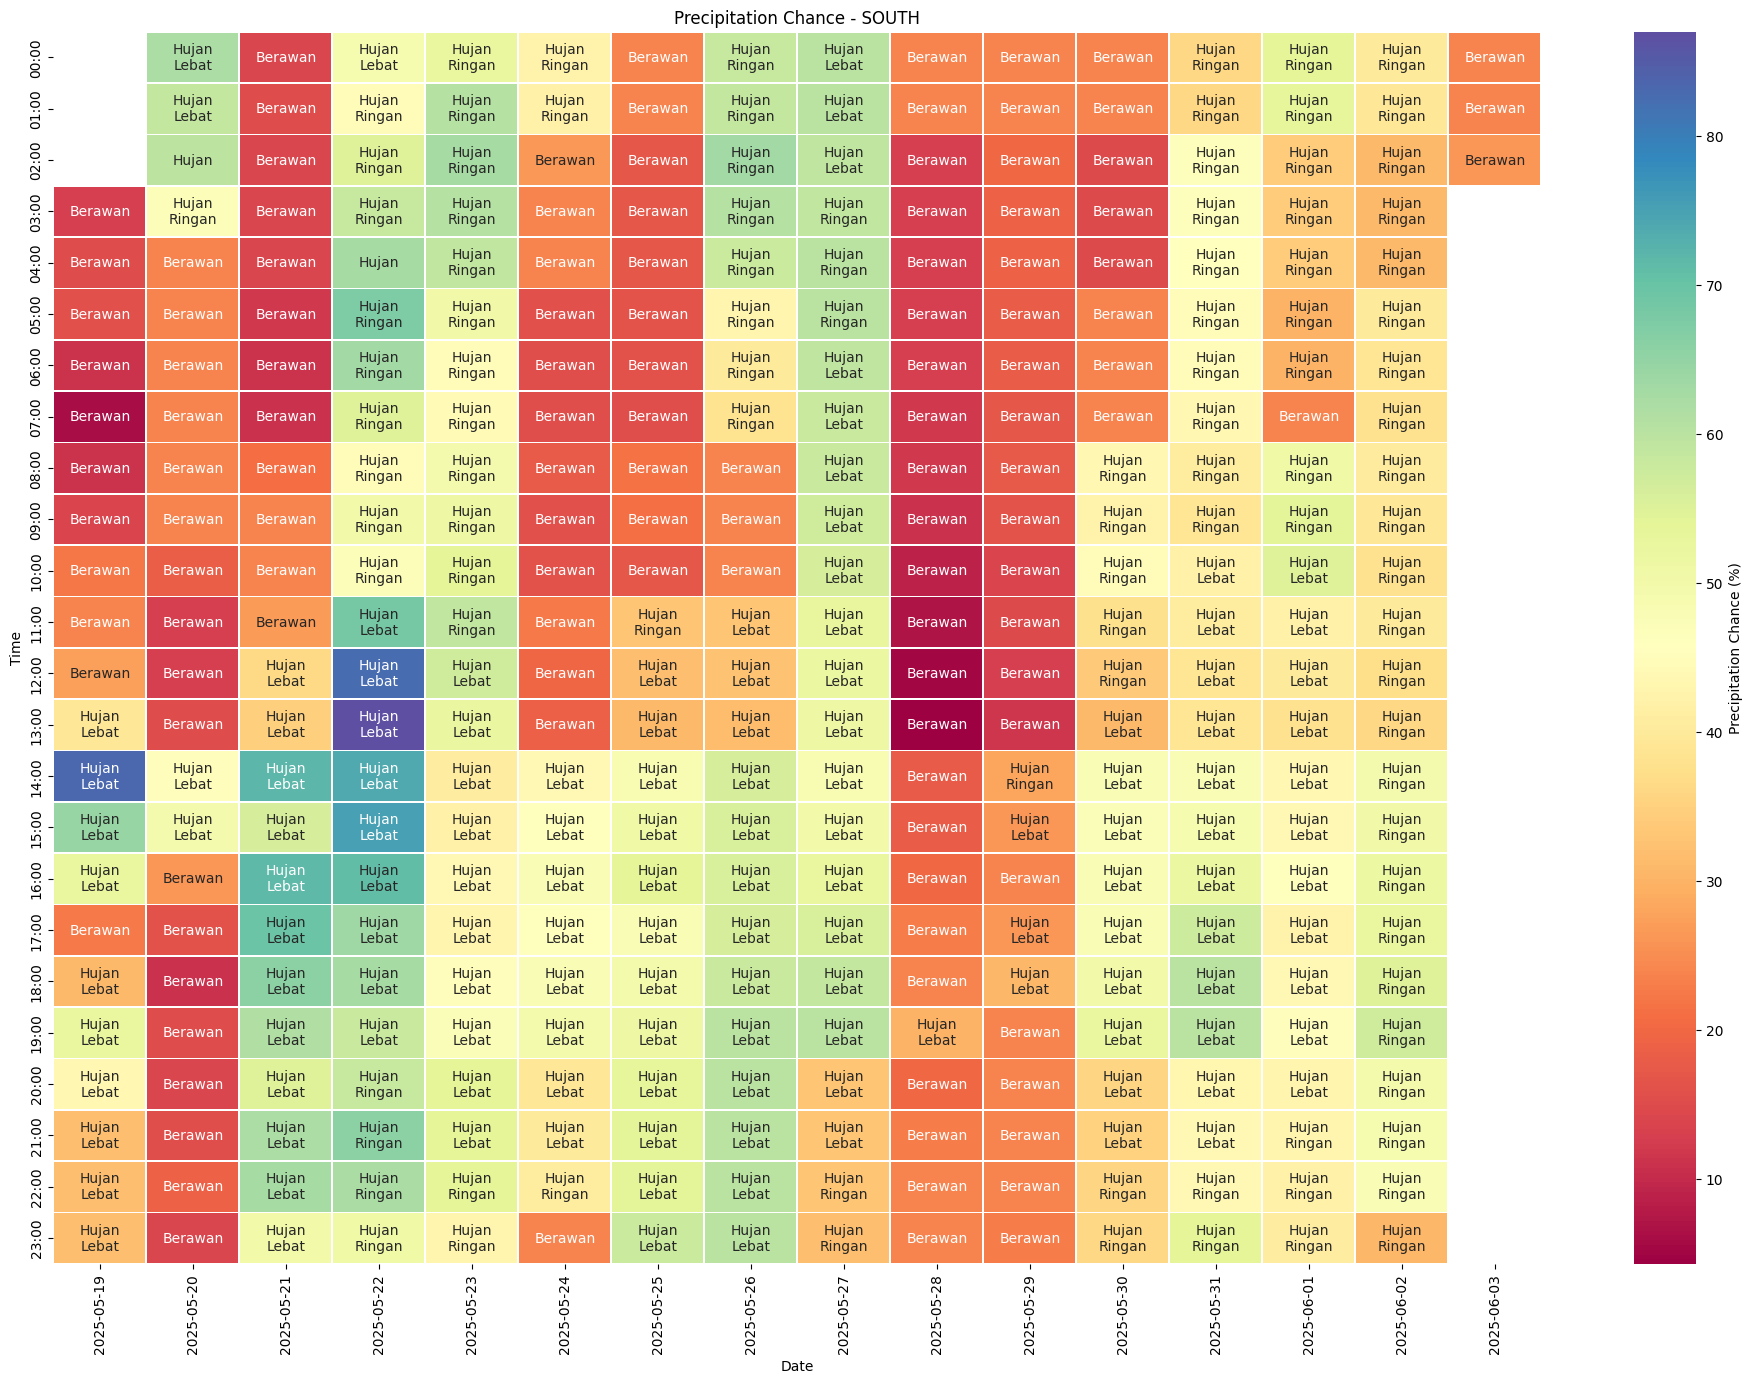 Precipitation Chance - SOUTH
00:00 Hujan Lebat Berawan Hujan Lebat Hujan Ringan Hujan Ringan Berawan Hujan Ringan Hujan Lebat Berawan Berawan Berawan Hujan Ringan Hujan Ringan Hujan Ringan Berawan
01:00 Hujan Lebat Berawan Hujan Ringan Hujan Ringan Hujan Ringan Berawan Hujan Ringan Hujan Lebat Berawan Berawan Berawan Hujan Ringan Hujan Ringan Hujan Ringan Berawan
02:00 Hujan Berawan Hujan Ringan Hujan Ringan Berawan Berawan Hujan Ringan Hujan Lebat Berawan Berawan Berawan Hujan Ringan Hujan Ringan Hujan Ringan Berawan
03:00 Berawan Hujan Ringan Berawan Hujan Ringan Hujan Ringan Berawan Berawan Hujan Ringan Hujan Ringan Berawan Berawan Berawan Hujan Ringan Hujan Ringan Hujan Ringan
04:00 Berawan Berawan Berawan Hujan Hujan Ringan Berawan Berawan Hujan Ringan Hujan Ringan Berawan Berawan Berawan Hujan Ringan Hujan Ringan Hujan Ringan
05:00 Berawan Berawan Berawan Hujan Ringan Hujan Ringan Berawan Berawan Hujan Ringan Hujan Ringan Berawan Berawan Berawan Hujan Ringan Hujan Ringan Hujan Ringan
06:00 Berawan Berawan Berawan Hujan Ringan Hujan Ringan Berawan Berawan Hujan Ringan Hujan Lebat Berawan Berawan Berawan Hujan Ringan Hujan Ringan Hujan Ringan
07:00 Berawan Berawan Berawan Hujan Ringan Hujan Ringan Berawan Berawan Hujan Ringan Hujan Lebat Berawan Berawan Berawan Hujan Ringan Berawan Hujan Ringan
08:00 Berawan Berawan Berawan Hujan Ringan Hujan Ringan Berawan Berawan Berawan Hujan Lebat Berawan Berawan Hujan Ringan Hujan Ringan Hujan Ringan Hujan Ringan
09:00 Berawan Berawan Berawan Hujan Ringan Hujan Ringan Berawan Berawan Berawan Hujan Lebat Berawan Berawan Hujan Ringan Hujan Ringan Hujan Ringan Hujan Ringan
10:00 Berawan Berawan Berawan Hujan Ringan Hujan Ringan Berawan Berawan Berawan Hujan Lebat Berawan Berawan Hujan Ringan Hujan Lebat Hujan Lebat Hujan Ringan
11:00 Berawan Berawan Berawan Hujan Lebat Hujan Ringan Berawan Hujan Ringan Hujan Lebat Hujan Lebat Berawan Berawan Hujan Ringan Hujan Lebat Hujan Lebat Hujan Ringan
12:00 Berawan Berawan Hujan Lebat Hujan Lebat Hujan Lebat Berawan Hujan Lebat Hujan Lebat Hujan Lebat Berawan Berawan Hujan Ringan Hujan Lebat Hujan Lebat Hujan Ringan
13:00 Hujan Lebat Berawan Hujan Lebat Hujan Lebat Hujan Lebat Berawan Hujan Lebat Hujan Lebat Hujan Lebat Berawan Berawan Hujan Lebat Hujan Lebat Hujan Lebat Hujan Ringan
14:00 Hujan Lebat Hujan Lebat Hujan Lebat Hujan Lebat Hujan Lebat Hujan Lebat Hujan Lebat Hujan Lebat Hujan Lebat Berawan Hujan Ringan Hujan Lebat Hujan Lebat Hujan Lebat Hujan Ringan
15:00 Hujan Lebat Hujan Lebat Hujan Lebat Hujan Lebat Hujan Lebat Hujan Lebat Hujan Lebat Hujan Lebat Hujan Lebat Berawan Hujan Lebat Hujan Lebat Hujan Lebat Hujan Lebat Hujan Ringan
16:00 Hujan Lebat Berawan Hujan Lebat Hujan Lebat Hujan Lebat Hujan Lebat Hujan Lebat Hujan Lebat Hujan Lebat Berawan Berawan Hujan Lebat Hujan Lebat Hujan Lebat Hujan Ringan
17:00 Berawan Berawan Hujan Lebat Hujan Lebat Hujan Lebat Hujan Lebat Hujan Lebat Hujan Lebat Hujan Lebat Berawan Hujan Lebat Hujan Lebat Hujan Lebat Hujan Lebat Hujan Ringan
18:00 Hujan Lebat Berawan Hujan Lebat Hujan Lebat Hujan Lebat Hujan Lebat Hujan Lebat Hujan Lebat Hujan Lebat Berawan Hujan Lebat Hujan Lebat Hujan Lebat Hujan Lebat Hujan Ringan
19:00 Hujan Lebat Berawan Hujan Lebat Hujan Lebat Hujan Lebat Hujan Lebat Hujan Lebat Hujan Lebat Hujan Lebat Hujan Lebat Berawan Hujan Lebat Hujan Lebat Hujan Lebat Hujan Ringan
20:00 Hujan Lebat Berawan Hujan Lebat Hujan Ringan Hujan Lebat Hujan Lebat Hujan Lebat Hujan Lebat Hujan Lebat Berawan Berawan Hujan Lebat Hujan Lebat Hujan Lebat Hujan Ringan
21:00 Hujan Lebat Berawan Hujan Lebat Hujan Ringan Hujan Lebat Hujan Lebat Hujan Lebat Hujan Lebat Hujan Lebat Berawan Berawan Hujan Lebat Hujan Lebat Hujan Ringan Hujan Ringan
22:00 Hujan Lebat Berawan Hujan Lebat Hujan Ringan Hujan Ringan Hujan Ringan Hujan Lebat Hujan Lebat Hujan Ringan Berawan Berawan Hujan Ringan Hujan Ringan Hujan Ringan Hujan Ringan
23:00 Hujan Lebat Berawan Hujan Lebat Hujan Ringan Hujan Ringan Berawan Hujan Lebat Hujan Lebat Hujan Ringan Berawan Berawan Hujan Ringan Hujan Ringan Hujan Ringan Hujan Ringan
Time
2025-05-19 2025-05-20 2025-05-21 2025-05-22 2025-05-23 2025-05-24 2025-05-25 2025-05-26 2025-05-27 2025-05-28 2025-05-29 2025-05-30 2025-05-31 2025-06-01 2025-06-02 2025-06-03
Date
80
70
60
50
40
30
20
10
Precipitation Chance (%)